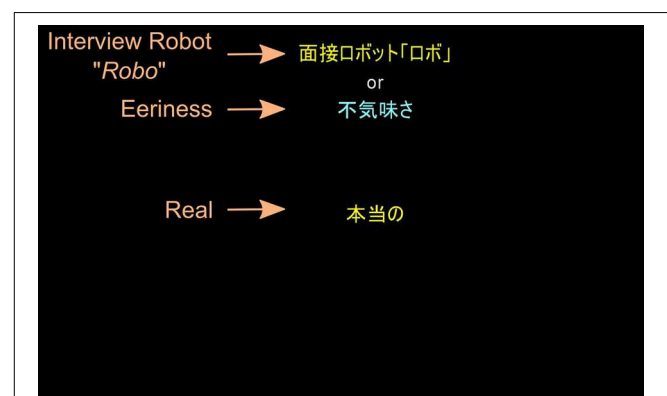 Interview Robot
"Robo"
面接ロボット「ロボ」
or
Eeriness
不気味さ
Real
本当の